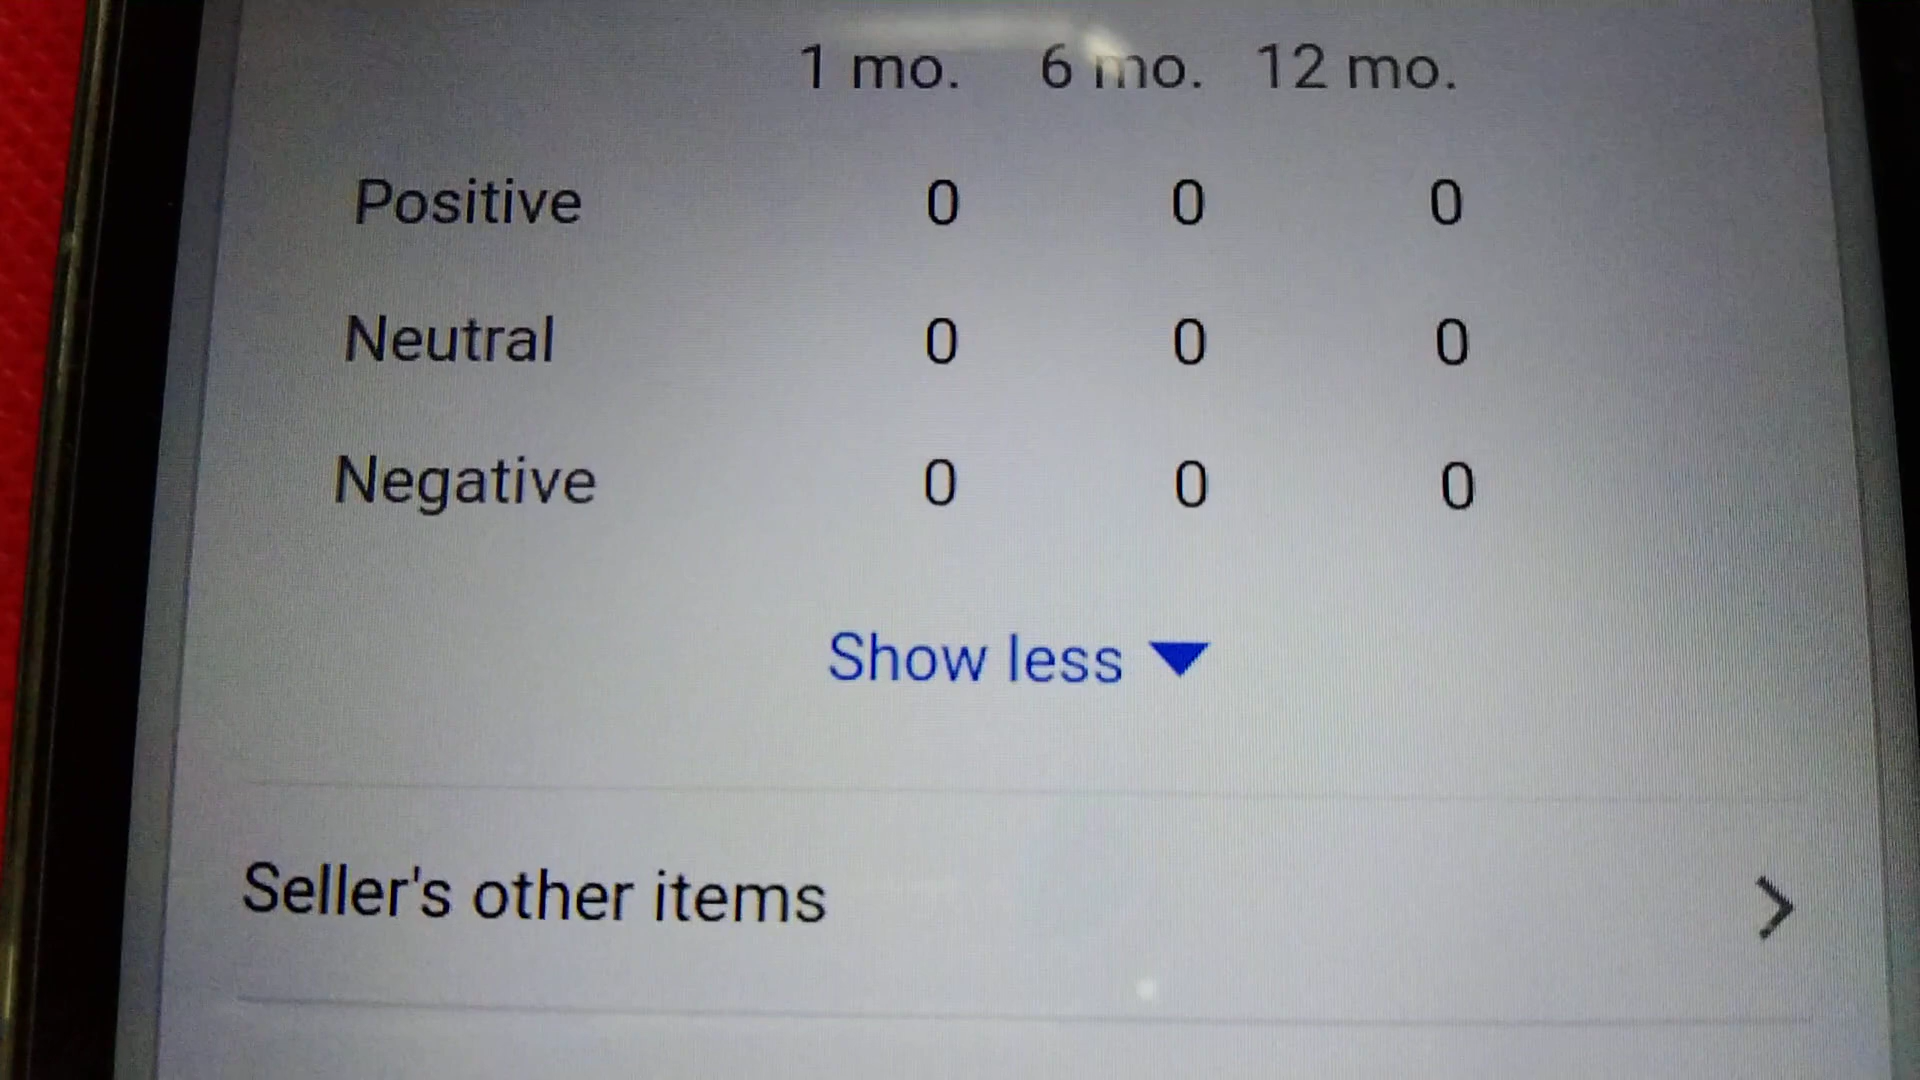 1 mo. 6 mo. 12 mo.
Positive 0 0 0
Neutral 0 0 0
Negative 0 0 0
Show less
Seller's other items